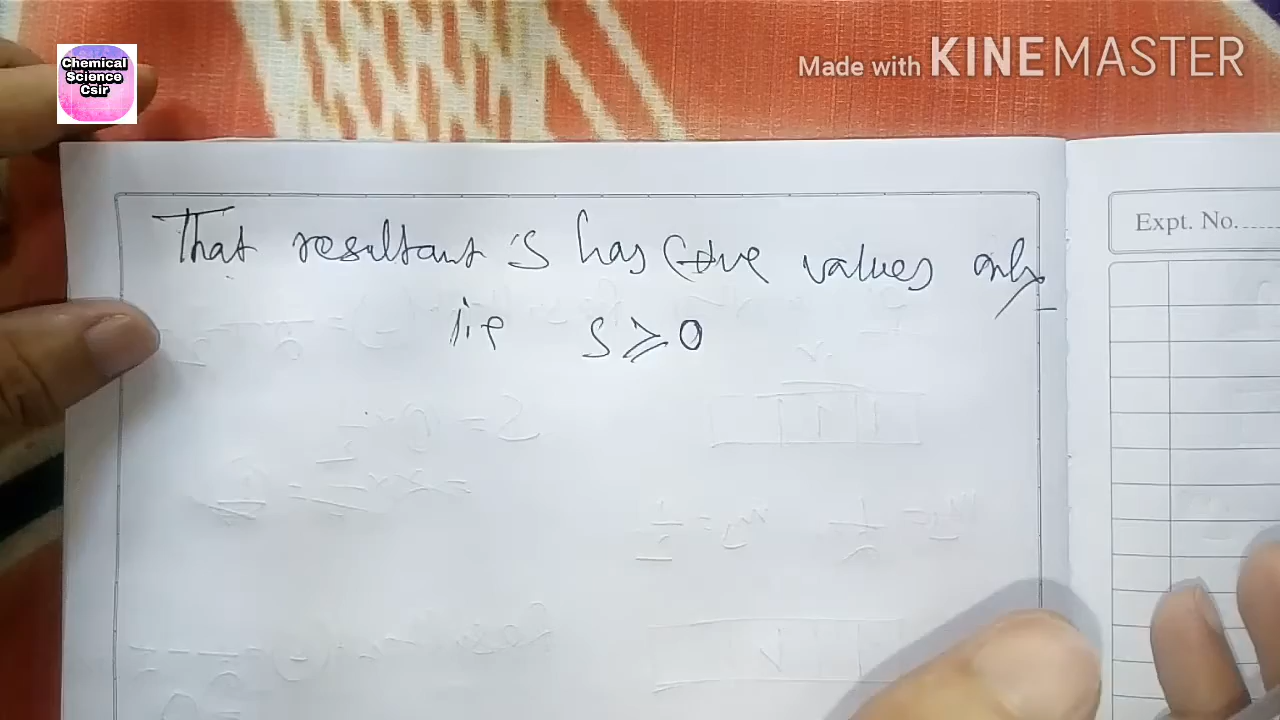 Chemical
Science
Csir
Made with KINEMASTER
That resultant S has (+)ve values only
i.e S ≥ 0
Expt. No.